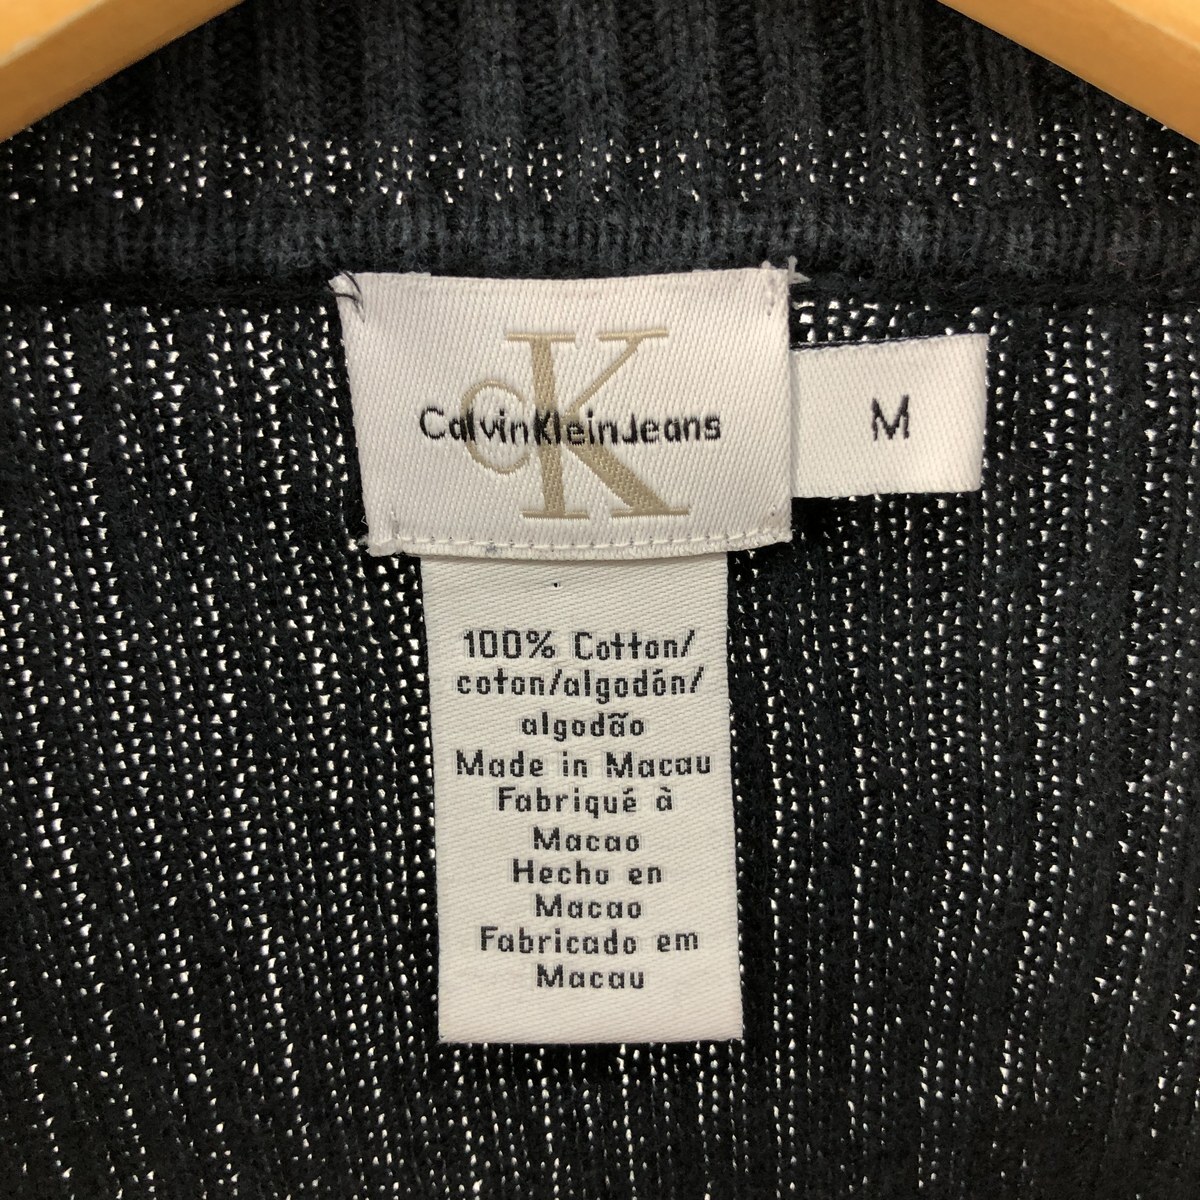 CK
CalvinKleinJeans
M
100% Cotton/
coton/algodón/
algodão
Made in Macau
Fabriqué à
Macao
Hecho en
Macao
Fabricado em
Macau